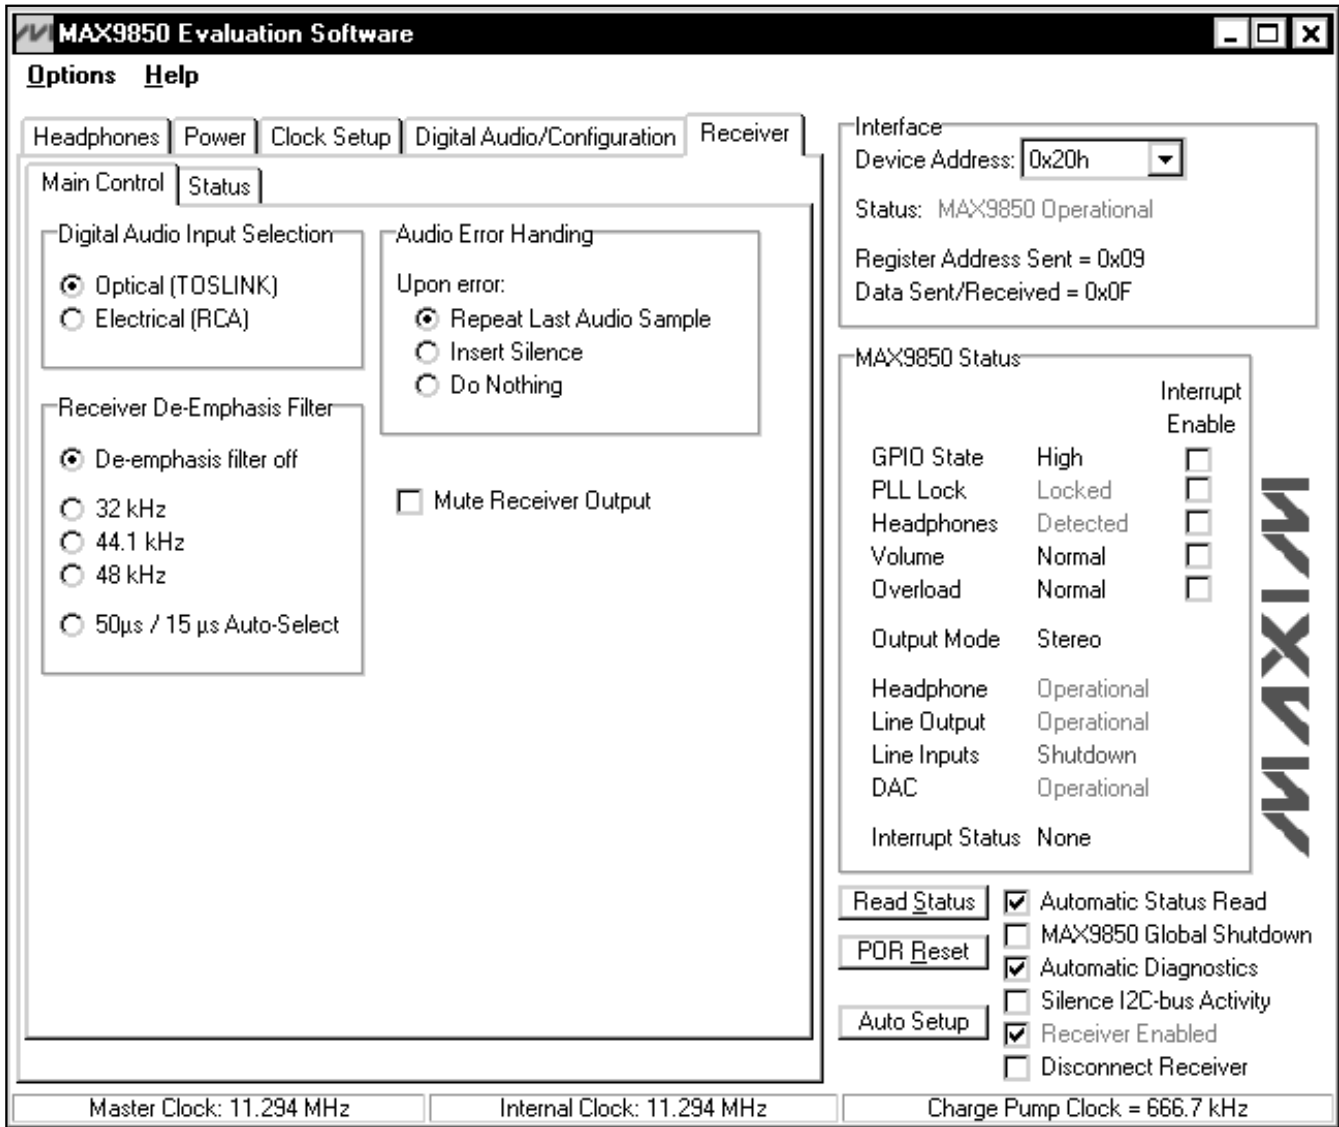 MAX9850 Evaluation Software
Options Help
Headphones Power Clock Setup Digital Audio/Configuration Receiver
Main Control Status
Digital Audio Input Selection
Optical (TOSLINK)
Electrical (RCA)
Receiver De-Emphasis Filter
De-emphasis filter off
32 kHz
44.1 kHz
48 kHz
50µs / 15 µs Auto-Select
Audio Error Handing
Upon error:
Repeat Last Audio Sample
Insert Silence
Do Nothing
Mute Receiver Output
Interface
Device Address: 0x20h
Status: MAX9850 Operational
Register Address Sent = 0x09
Data Sent/Received = 0x0F
MAX9850 Status
Interrupt
Enable
GPIO State High
PLL Lock Locked
Headphones Detected
Volume Normal
Overload Normal
Output Mode Stereo
Headphone Operational
Line Output Operational
Line Inputs Shutdown
DAC Operational
Interrupt Status None
MAXIM
Read Status Automatic Status Read
MAX9850 Global Shutdown
POR Reset
Automatic Diagnostics
Silence I2C-bus Activity
Auto Setup
Receiver Enabled
Disconnect Receiver
Master Clock: 11.294 MHz Internal Clock: 11.294 MHz Charge Pump Clock = 666.7 kHz